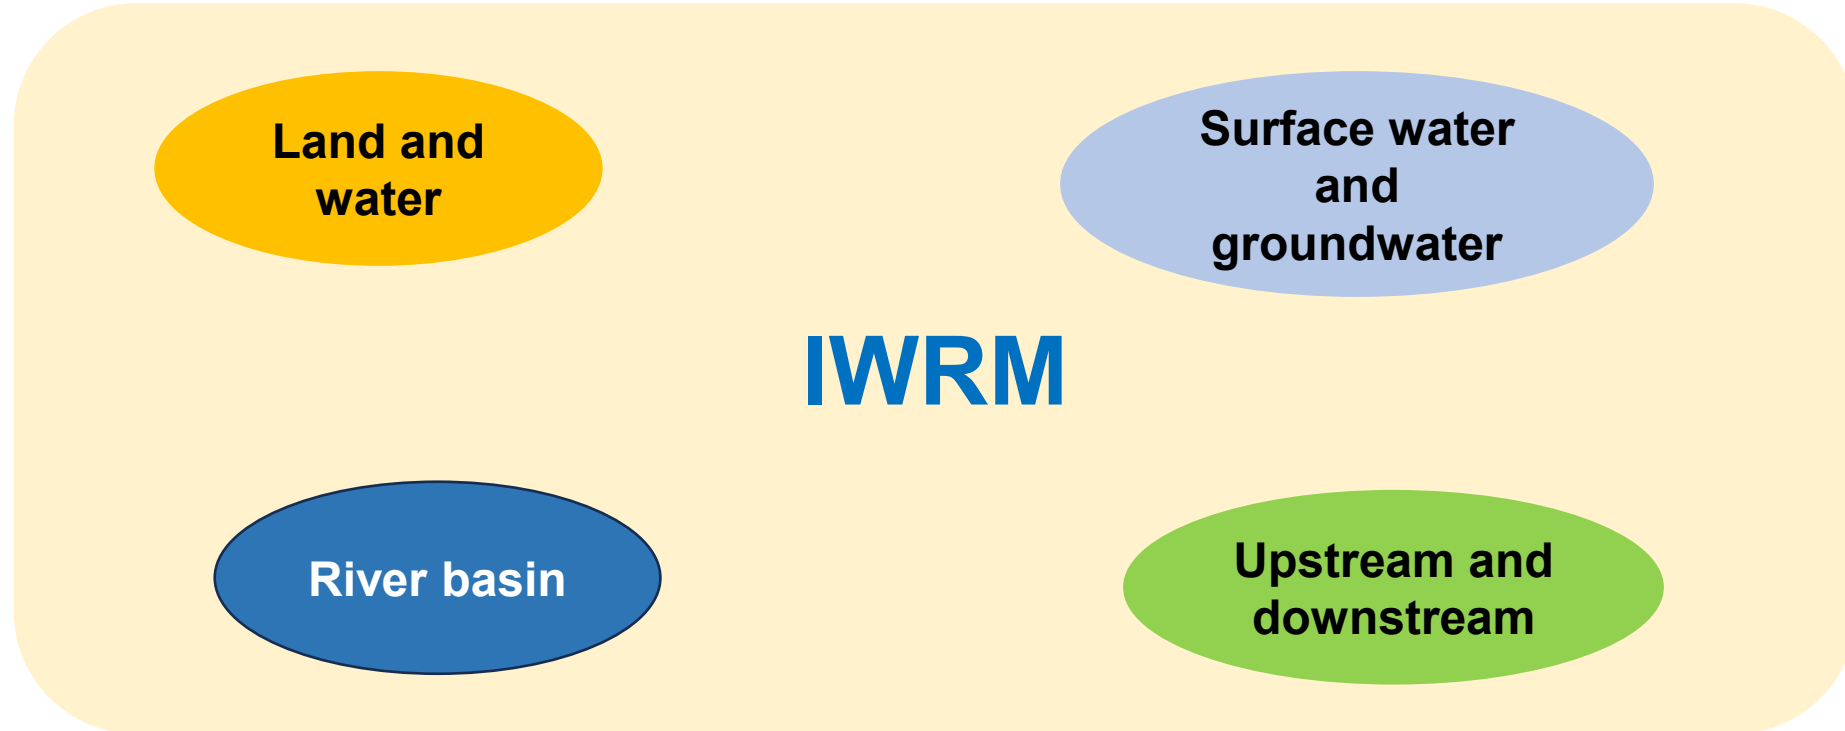 Land and
water
Surface water
and
groundwater
IWRM
River basin
Upstream and
downstream